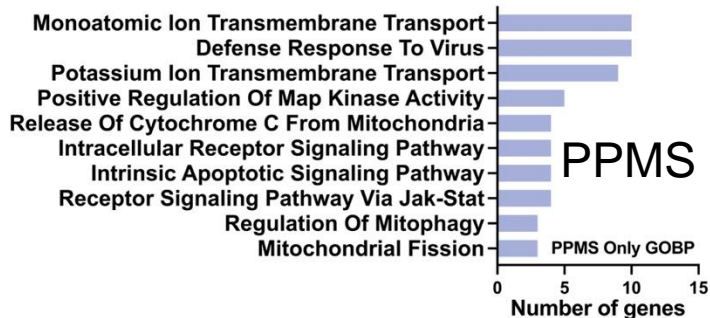 Monoatomic Ion Transmembrane Transport
Defense Response To Virus
Potassium Ion Transmembrane Transport
Positive Regulation Of Map Kinase Activity
Release Of Cytochrome C From Mitochondria
Intracellular Receptor Signaling Pathway
Intrinsic Apoptotic Signaling Pathway
Receptor Signaling Pathway Via Jak-Stat
Regulation Of Mitophagy
Mitochondrial Fission
PPMS
PPMS Only GOBP
0 5 10 15
Number of genes